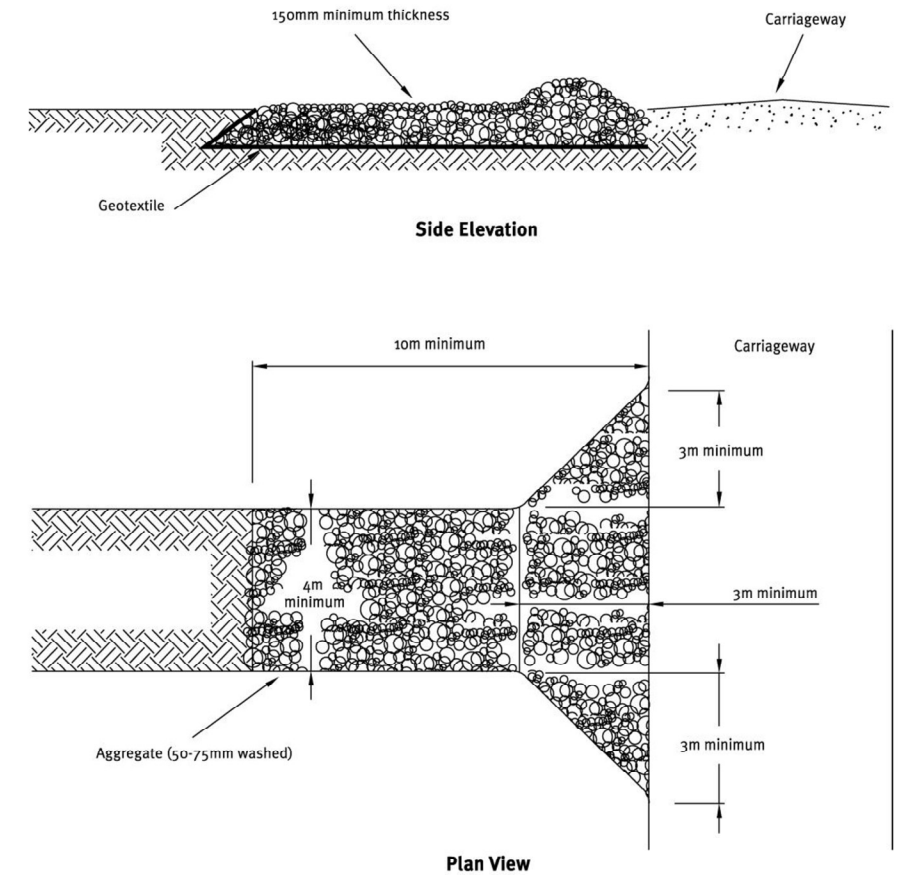 150mm minimum thickness
Carriageway
Geotextile
Side Elevation
10m minimum
Carriageway
3m minimum
4m
minimum
3m minimum
3m minimum
Aggregate (50-75mm washed)
Plan View